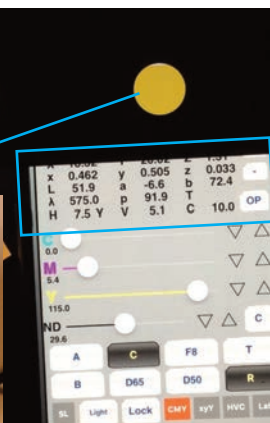 x 0.462 y 0.505 z 0.033 -
L 51.9 a -6.6 b 72.4
λ 575.0 p 91.9 T OP
H 7.5 Y V 5.1 C 10.0
C
0.0
M
5.4
Y
115.0
ND C
29.6
A C F8 T
B D65 D50 R
SL Light Lock CMY xyY HVC Lat